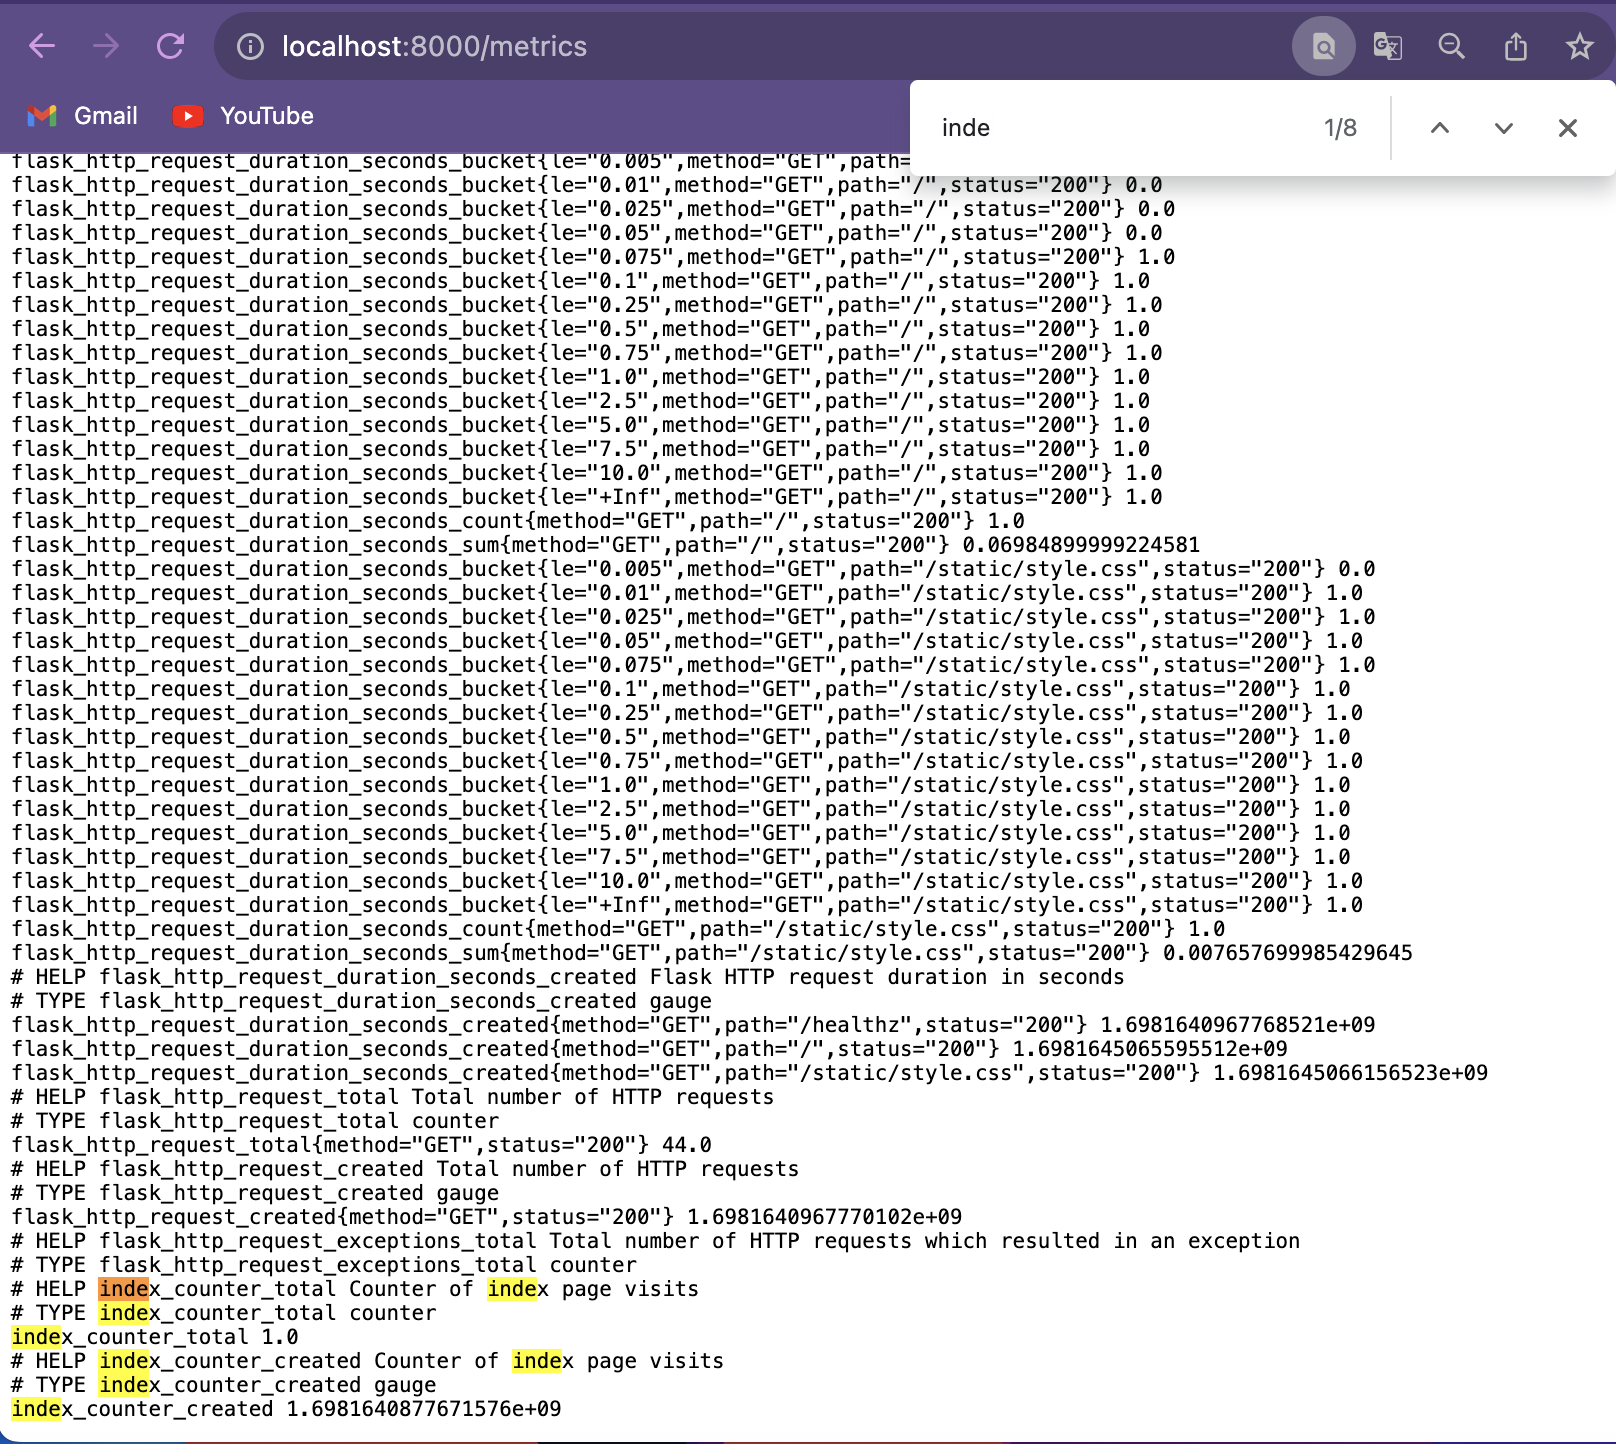 localhost:8000/metrics
Gmail YouTube
inde 1/8
flask_http_request_duration_seconds_bucket{le="0.005",method="GET",path=
flask_http_request_duration_seconds_bucket{le="0.01",method="GET",path="/",status="200"} 0.0
flask_http_request_duration_seconds_bucket{le="0.025",method="GET",path="/",status="200"} 0.0
flask_http_request_duration_seconds_bucket{le="0.05",method="GET",path="/",status="200"} 0.0
flask_http_request_duration_seconds_bucket{le="0.075",method="GET",path="/",status="200"} 1.0
flask_http_request_duration_seconds_bucket{le="0.1",method="GET",path="/",status="200"} 1.0
flask_http_request_duration_seconds_bucket{le="0.25",method="GET",path="/",status="200"} 1.0
flask_http_request_duration_seconds_bucket{le="0.5",method="GET",path="/",status="200"} 1.0
flask_http_request_duration_seconds_bucket{le="0.75",method="GET",path="/",status="200"} 1.0
flask_http_request_duration_seconds_bucket{le="1.0",method="GET",path="/",status="200"} 1.0
flask_http_request_duration_seconds_bucket{le="2.5",method="GET",path="/",status="200"} 1.0
flask_http_request_duration_seconds_bucket{le="5.0",method="GET",path="/",status="200"} 1.0
flask_http_request_duration_seconds_bucket{le="7.5",method="GET",path="/",status="200"} 1.0
flask_http_request_duration_seconds_bucket{le="10.0",method="GET",path="/",status="200"} 1.0
flask_http_request_duration_seconds_bucket{le="+Inf",method="GET",path="/",status="200"} 1.0
flask_http_request_duration_seconds_count{method="GET",path="/",status="200"} 1.0
flask_http_request_duration_seconds_sum{method="GET",path="/",status="200"} 0.06984899999224581
flask_http_request_duration_seconds_bucket{le="0.005",method="GET",path="/static/style.css",status="200"} 0.0
flask_http_request_duration_seconds_bucket{le="0.01",method="GET",path="/static/style.css",status="200"} 1.0
flask_http_request_duration_seconds_bucket{le="0.025",method="GET",path="/static/style.css",status="200"} 1.0
flask_http_request_duration_seconds_bucket{le="0.05",method="GET",path="/static/style.css",status="200"} 1.0
flask_http_request_duration_seconds_bucket{le="0.075",method="GET",path="/static/style.css",status="200"} 1.0
flask_http_request_duration_seconds_bucket{le="0.1",method="GET",path="/static/style.css",status="200"} 1.0
flask_http_request_duration_seconds_bucket{le="0.25",method="GET",path="/static/style.css",status="200"} 1.0
flask_http_request_duration_seconds_bucket{le="0.5",method="GET",path="/static/style.css",status="200"} 1.0
flask_http_request_duration_seconds_bucket{le="0.75",method="GET",path="/static/style.css",status="200"} 1.0
flask_http_request_duration_seconds_bucket{le="1.0",method="GET",path="/static/style.css",status="200"} 1.0
flask_http_request_duration_seconds_bucket{le="2.5",method="GET",path="/static/style.css",status="200"} 1.0
flask_http_request_duration_seconds_bucket{le="5.0",method="GET",path="/static/style.css",status="200"} 1.0
flask_http_request_duration_seconds_bucket{le="7.5",method="GET",path="/static/style.css",status="200"} 1.0
flask_http_request_duration_seconds_bucket{le="10.0",method="GET",path="/static/style.css",status="200"} 1.0
flask_http_request_duration_seconds_bucket{le="+Inf",method="GET",path="/static/style.css",status="200"} 1.0
flask_http_request_duration_seconds_count{method="GET",path="/static/style.css",status="200"} 1.0
flask_http_request_duration_seconds_sum{method="GET",path="/static/style.css",status="200"} 0.007657699985429645
# HELP flask_http_request_duration_seconds_created Flask HTTP request duration in seconds
# TYPE flask_http_request_duration_seconds_created gauge
flask_http_request_duration_seconds_created{method="GET",path="/healthz",status="200"} 1.6981640967768521e+09
flask_http_request_duration_seconds_created{method="GET",path="/",status="200"} 1.6981645065595512e+09
flask_http_request_duration_seconds_created{method="GET",path="/static/style.css",status="200"} 1.6981645066156523e+09
# HELP flask_http_request_total Total number of HTTP requests
# TYPE flask_http_request_total counter
flask_http_request_total{method="GET",status="200"} 44.0
# HELP flask_http_request_created Total number of HTTP requests
# TYPE flask_http_request_created gauge
flask_http_request_created{method="GET",status="200"} 1.6981640967770102e+09
# HELP flask_http_request_exceptions_total Total number of HTTP requests which resulted in an exception
# TYPE flask_http_request_exceptions_total counter
# HELP index_counter_total Counter of index page visits
# TYPE index_counter_total counter
index_counter_total 1.0
# HELP index_counter_created Counter of index page visits
# TYPE index_counter_created gauge
index_counter_created 1.6981640877671576e+09